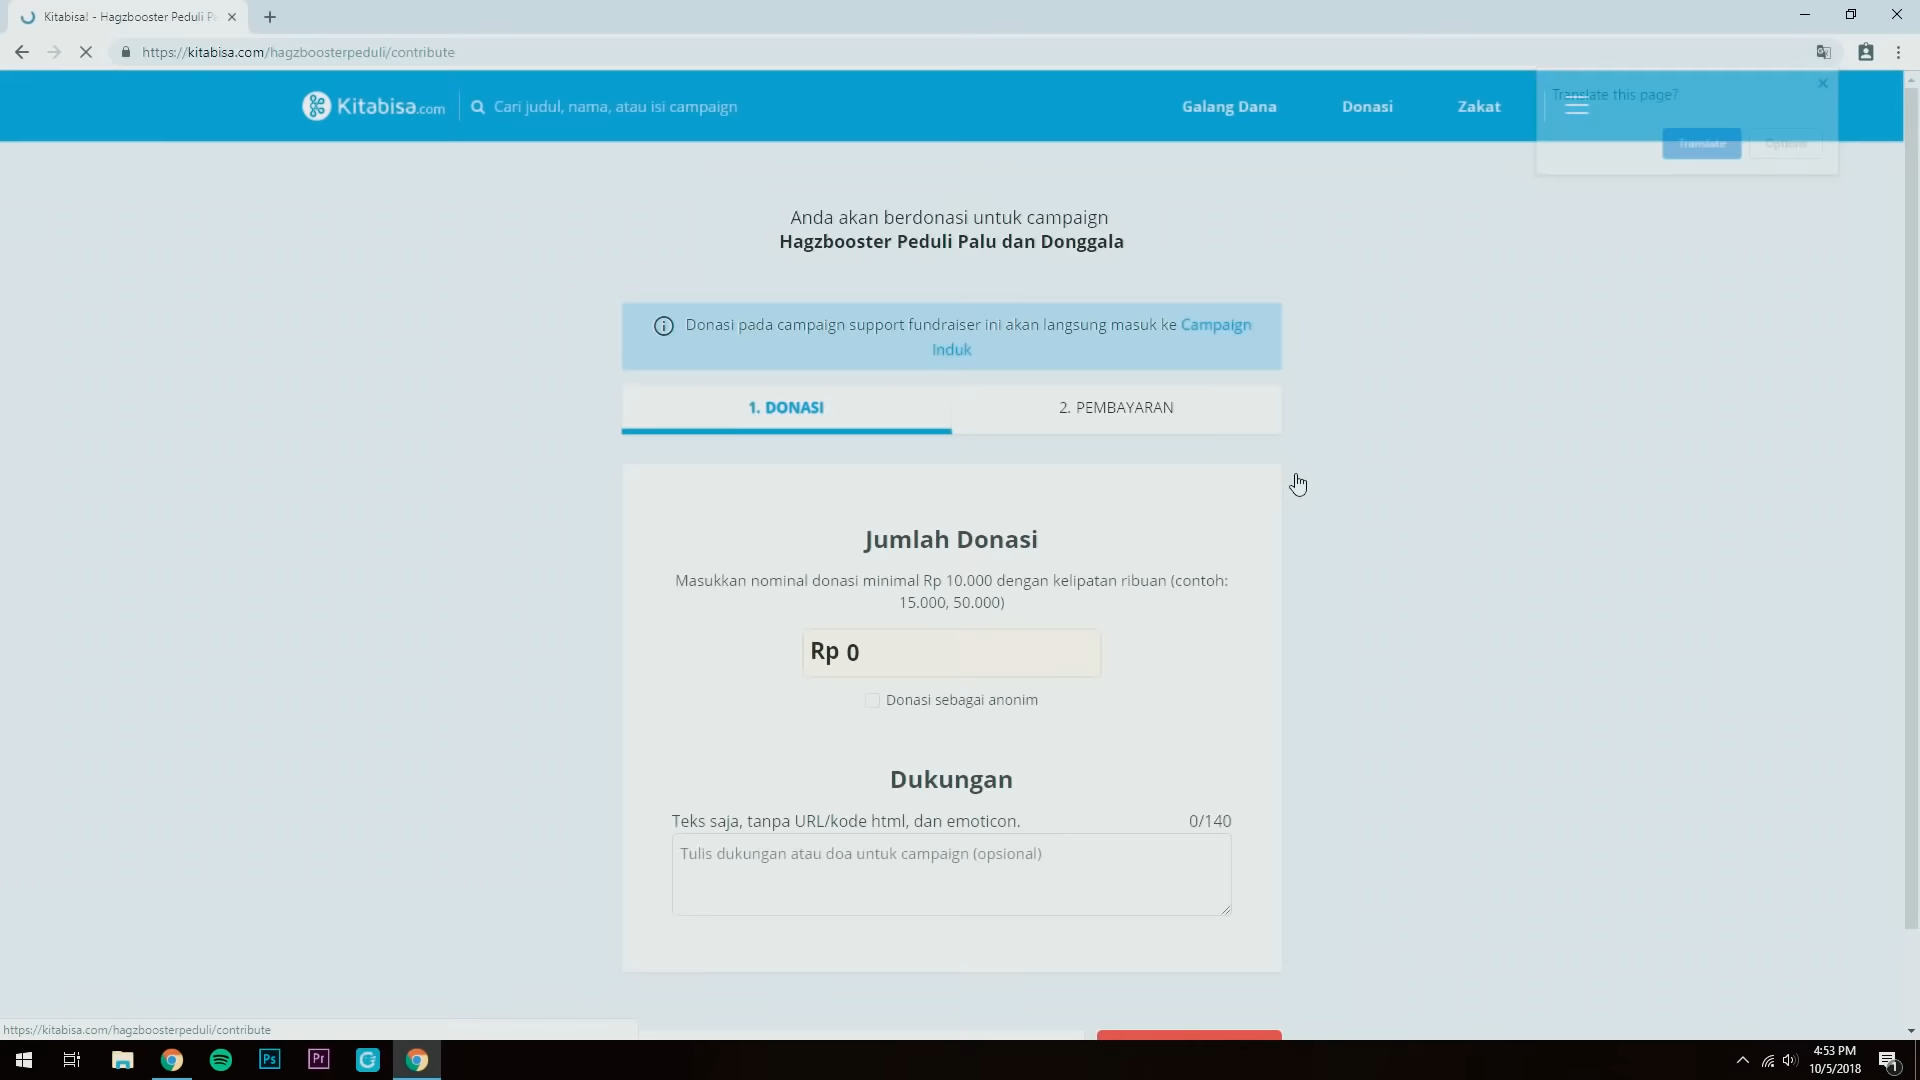 Kitabisa! - Hagzbooster Peduli P
https://kitabisa.com/hagzboosterpeduli/contribute
Kitabisa.com
Cari judul, nama, atau isi campaign
Galang Dana
Donasi
Zakat
Translate this page?
Translate
Options
Anda akan berdonasi untuk campaign
Hagzbooster Peduli Palu dan Donggala
Donasi pada campaign support fundraiser ini akan langsung masuk ke Campaign
Induk
1. DONASI
2. PEMBAYARAN
Jumlah Donasi
Masukkan nominal donasi minimal Rp 10.000 dengan kelipatan ribuan (contoh:
15.000, 50.000)
Rp 0
Donasi sebagai anonim
Dukungan
Teks saja, tanpa URL/kode html, dan emoticon.
0/140
Tulis dukungan atau doa untuk campaign (opsional)
https://kitabisa.com/hagzboosterpeduli/contribute
Ps
Pr
4:53 PM
10/5/2018
1